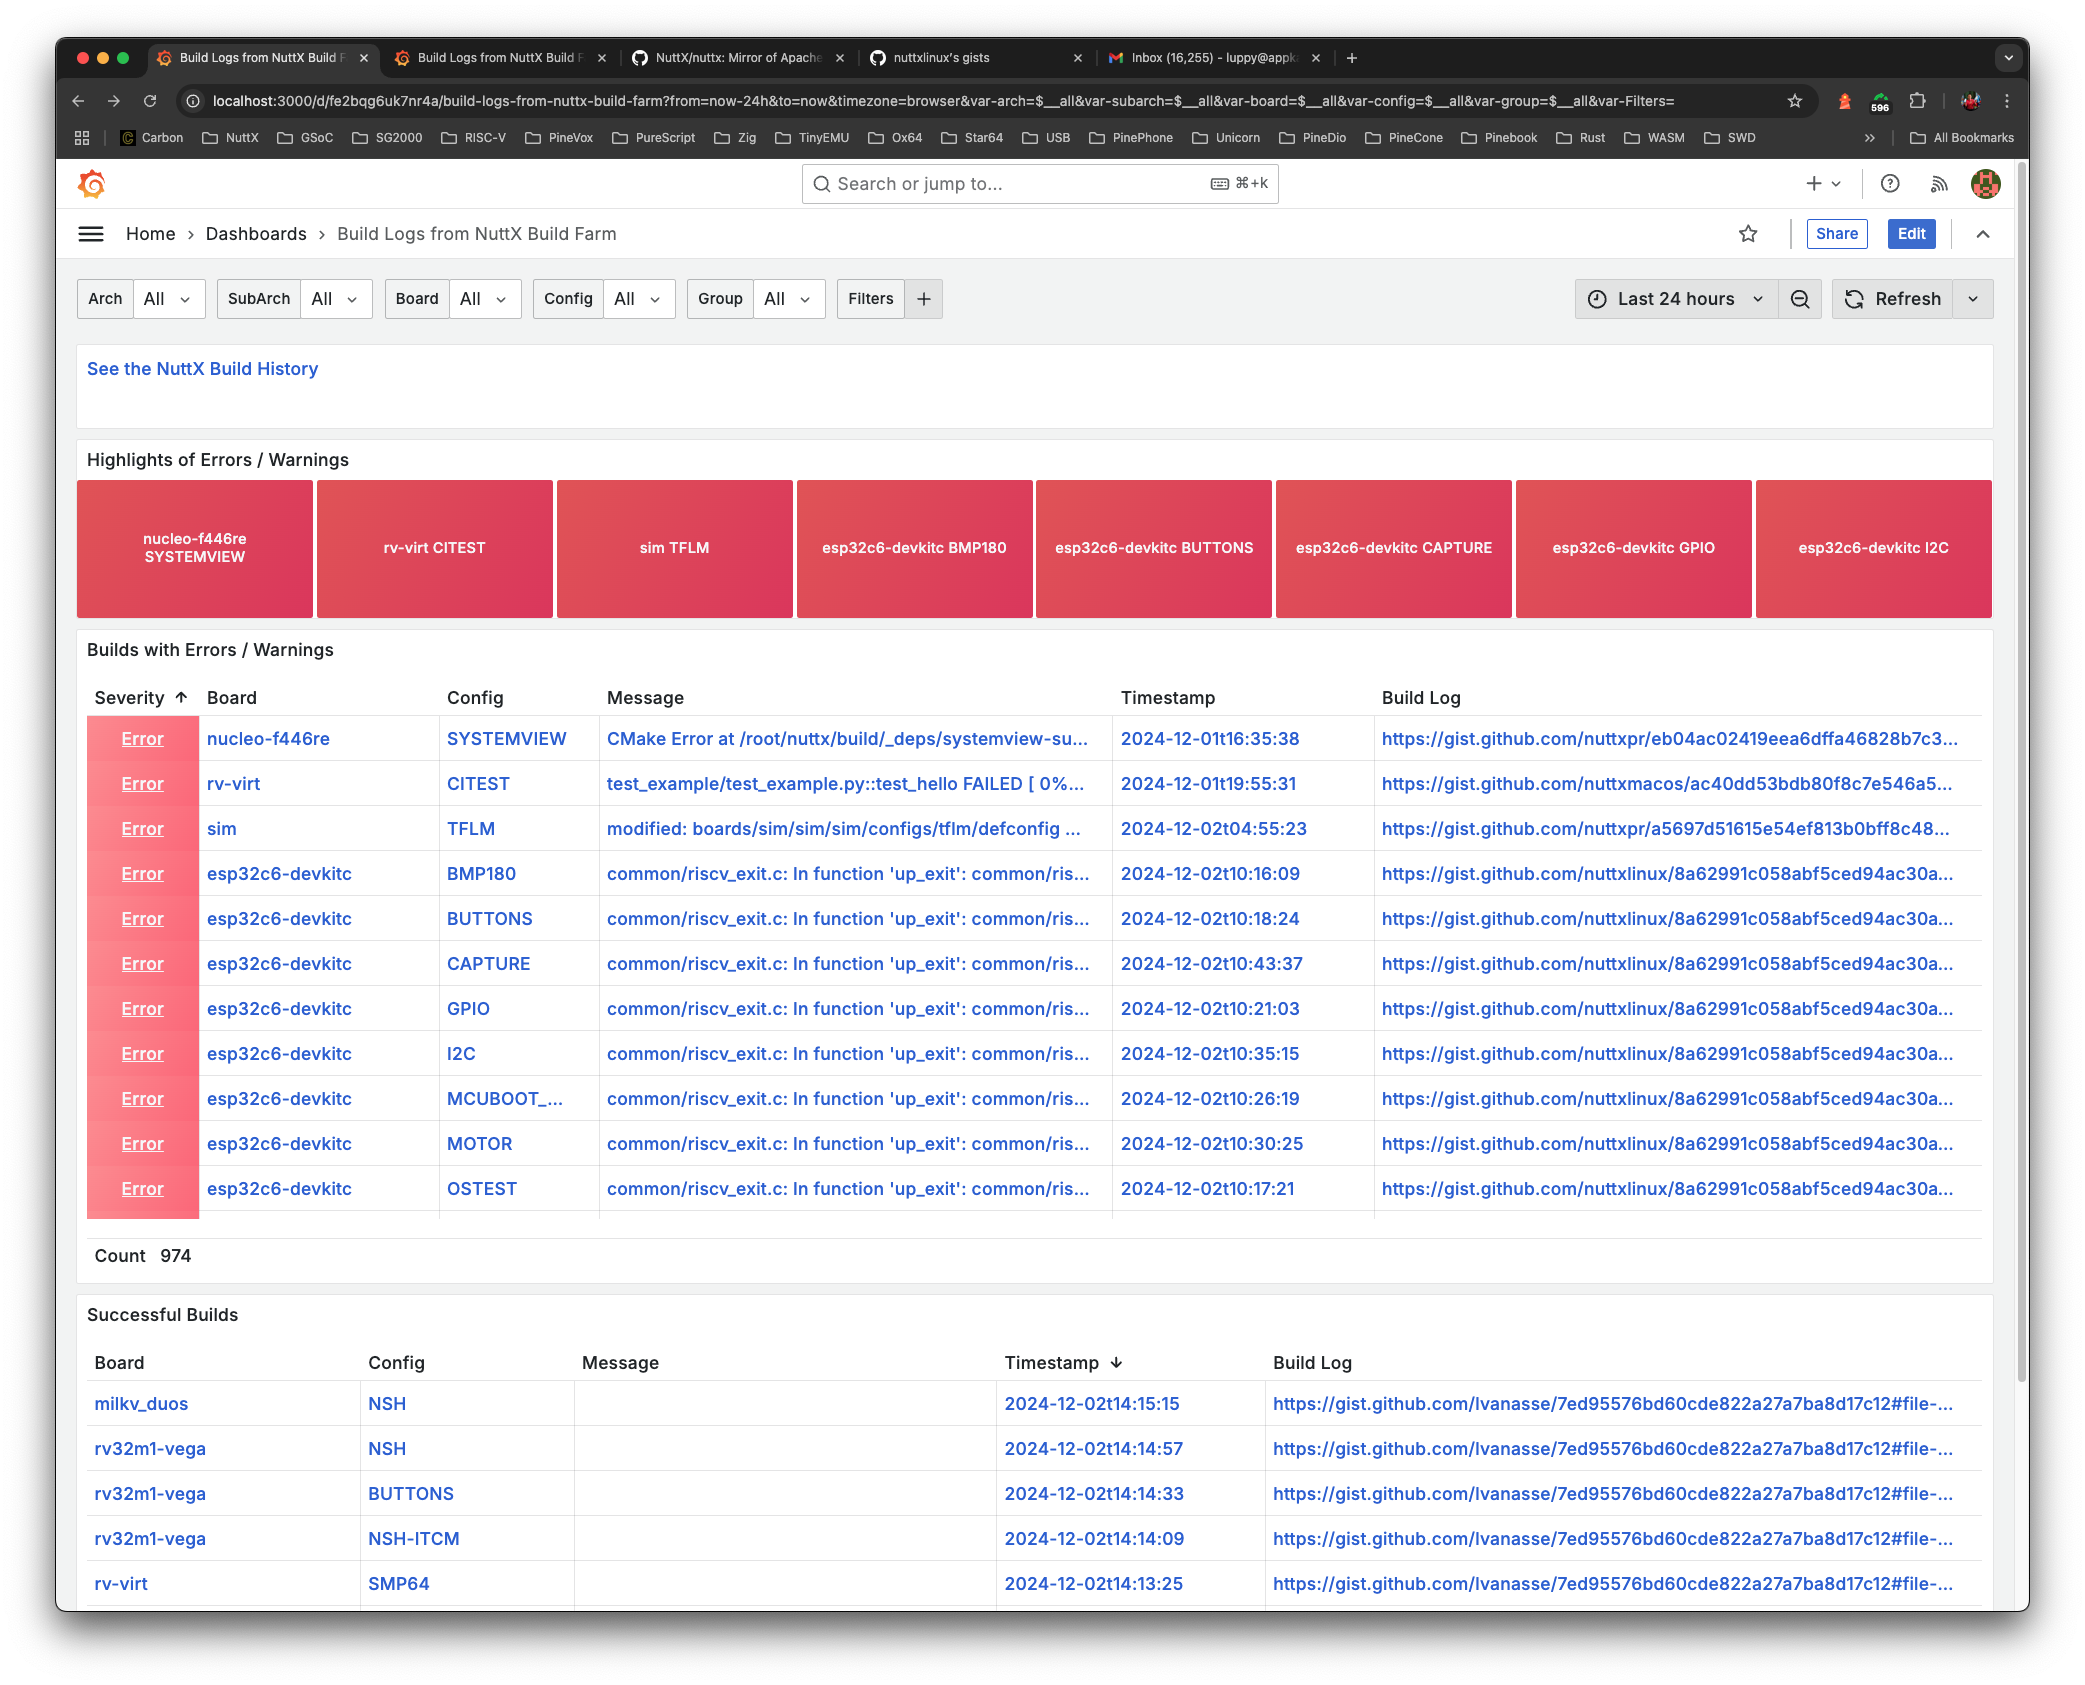 Build Logs from NuttX Build F
Build Logs from NuttX Build F
NuttX/nuttx: Mirror of Apache
nuttxlinux's gists
Inbox (16,255) - luppy@appk
localhost:3000/d/fe2bqg6uk7nr4a/build-logs-from-nuttx-build-farm?from=now-24h&to=now&timezone=browser&var-arch=$__all&var-subarch=$__all&var-board=$__all&var-config=$__all&var-group=$__all&var-Filters=
596
Carbon NuttX GSoC SG2000 RISC-V PineVox PureScript Zig TinyEMU Ox64 Star64 USB PinePhone Unicorn PineDio PineCone Pinebook Rust WASM SWD » All Bookmarks
Search or jump to... ⌘+k
Home › Dashboards › Build Logs from NuttX Build Farm
Share
Edit
Arch All SubArch All Board All Config All Group All Filters +
Last 24 hours
Refresh
See the NuttX Build History
Highlights of Errors / Warnings
nucleo-f446re
SYSTEMVIEW
rv-virt CITEST
sim TFLM
esp32c6-devkitc BMP180
esp32c6-devkitc BUTTONS
esp32c6-devkitc CAPTURE
esp32c6-devkitc GPIO
esp32c6-devkitc I2C
Builds with Errors / Warnings
Severity ↑ Board Config Message Timestamp Build Log
Error nucleo-f446re SYSTEMVIEW CMake Error at /root/nuttx/build/_deps/systemview-su... 2024-12-01t16:35:38 https://gist.github.com/nuttxpr/eb04ac02419eea6dffa46828b7c3...
Error rv-virt CITEST test_example/test_example.py::test_hello FAILED [ 0%... 2024-12-01t19:55:31 https://gist.github.com/nuttxmacos/ac40dd53bdb80f8c7e546a5...
Error sim TFLM modified: boards/sim/sim/sim/configs/tflm/defconfig ... 2024-12-02t04:55:23 https://gist.github.com/nuttxpr/a5697d51615e54ef813b0bff8c48...
Error esp32c6-devkitc BMP180 common/riscv_exit.c: In function 'up_exit': common/ris... 2024-12-02t10:16:09 https://gist.github.com/nuttxlinux/8a62991c058abf5ced94ac30a...
Error esp32c6-devkitc BUTTONS common/riscv_exit.c: In function 'up_exit': common/ris... 2024-12-02t10:18:24 https://gist.github.com/nuttxlinux/8a62991c058abf5ced94ac30a...
Error esp32c6-devkitc CAPTURE common/riscv_exit.c: In function 'up_exit': common/ris... 2024-12-02t10:43:37 https://gist.github.com/nuttxlinux/8a62991c058abf5ced94ac30a...
Error esp32c6-devkitc GPIO common/riscv_exit.c: In function 'up_exit': common/ris... 2024-12-02t10:21:03 https://gist.github.com/nuttxlinux/8a62991c058abf5ced94ac30a...
Error esp32c6-devkitc I2C common/riscv_exit.c: In function 'up_exit': common/ris... 2024-12-02t10:35:15 https://gist.github.com/nuttxlinux/8a62991c058abf5ced94ac30a...
Error esp32c6-devkitc MCUBOOT_... common/riscv_exit.c: In function 'up_exit': common/ris... 2024-12-02t10:26:19 https://gist.github.com/nuttxlinux/8a62991c058abf5ced94ac30a...
Error esp32c6-devkitc MOTOR common/riscv_exit.c: In function 'up_exit': common/ris... 2024-12-02t10:30:25 https://gist.github.com/nuttxlinux/8a62991c058abf5ced94ac30a...
Error esp32c6-devkitc OSTEST common/riscv_exit.c: In function 'up_exit': common/ris... 2024-12-02t10:17:21 https://gist.github.com/nuttxlinux/8a62991c058abf5ced94ac30a...
Count 974
Successful Builds
Board Config Message Timestamp ↓ Build Log
milkv_duos NSH 2024-12-02t14:15:15 https://gist.github.com/lvanasse/7ed95576bd60cde822a27a7ba8d17c12#file-...
rv32m1-vega NSH 2024-12-02t14:14:57 https://gist.github.com/lvanasse/7ed95576bd60cde822a27a7ba8d17c12#file-...
rv32m1-vega BUTTONS 2024-12-02t14:14:33 https://gist.github.com/lvanasse/7ed95576bd60cde822a27a7ba8d17c12#file-...
rv32m1-vega NSH-ITCM 2024-12-02t14:14:09 https://gist.github.com/lvanasse/7ed95576bd60cde822a27a7ba8d17c12#file-...
rv-virt SMP64 2024-12-02t14:13:25 https://gist.github.com/lvanasse/7ed95576bd60cde822a27a7ba8d17c12#file-...